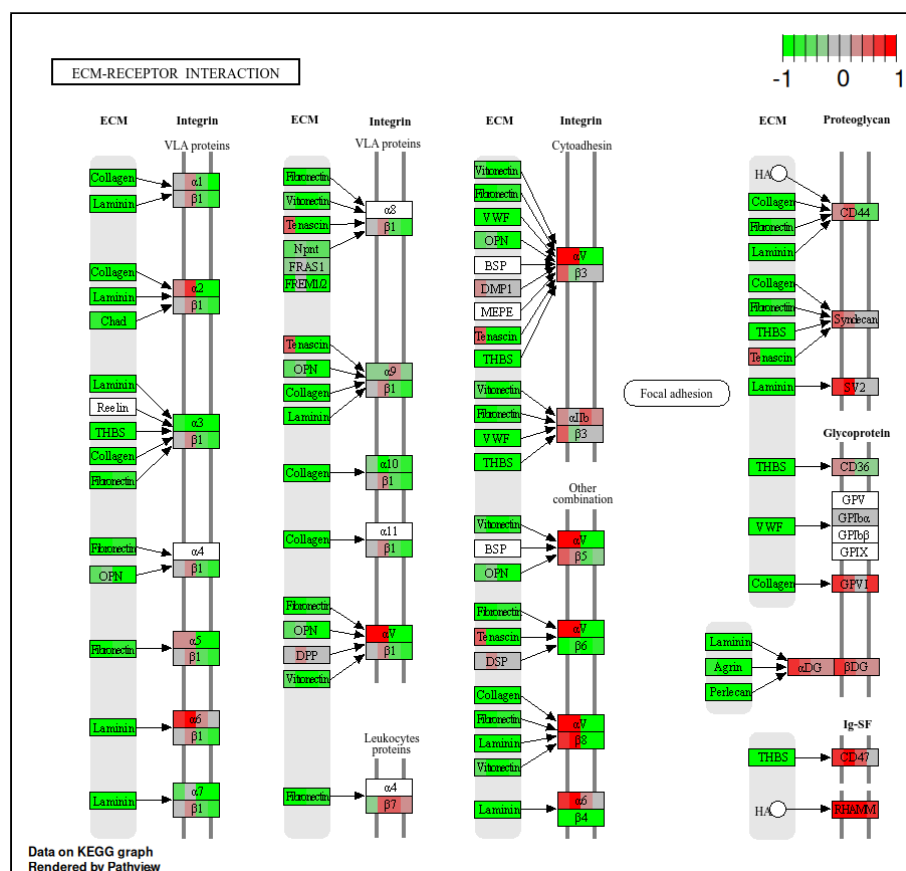 -1 0 1
ECM-RECEPTOR INTERACTION
ECM
Integrin
VLA proteins
Collagen
Laminin
α1
β1
Collagen
Laminin
Chad
α2
β1
Laminin
Reelin
THBS
Collagen
Fibronectin
α3
β1
Fibronectin
OPN
α4
β1
Fibronectin
α5
β1
Laminin
α6
β1
Laminin
α7
β1
ECM
Integrin
VLA proteins
Fibronectin
Vitronectin
Tenascin
Npnt
FRAS1
FREM1/2
α8
β1
Tenascin
OPN
Collagen
Laminin
α9
β1
Collagen
α10
β1
Collagen
α11
β1
Fibronectin
OPN
DPP
Vitronectin
αV
β1
Leukocytes
proteins
Fibronectin
α4
β7
ECM
Integrin
Cytoadhesin
Vitronectin
Fibronectin
VWF
OPN
BSP
DMP1
MEPE
Tenascin
THBS
αV
β3
Vitronectin
Fibronectin
VWF
THBS
αIIb
β3
Other
combination
Vitronectin
BSP
OPN
αV
β5
Fibronectin
Tenascin
DSP
αV
β6
Collagen
Fibronectin
Laminin
Vitronectin
αV
β8
Laminin
α6
β4
Focal adhesion
ECM
Proteoglycan
HA
Collagen
Fibronectin
Laminin
CD44
Collagen
Fibronectin
THBS
Tenascin
Syndecan
Laminin
SV2
Glycoprotein
THBS
CD36
VWF
GPV
GPIbα
GPIbβ
GPIX
Collagen
GPVI
Laminin
Agrin
Perlecan
αDG
βDG
Ig-SF
THBS
CD47
HA
RHAMM
Data on KEGG graph
Rendered by Pathview